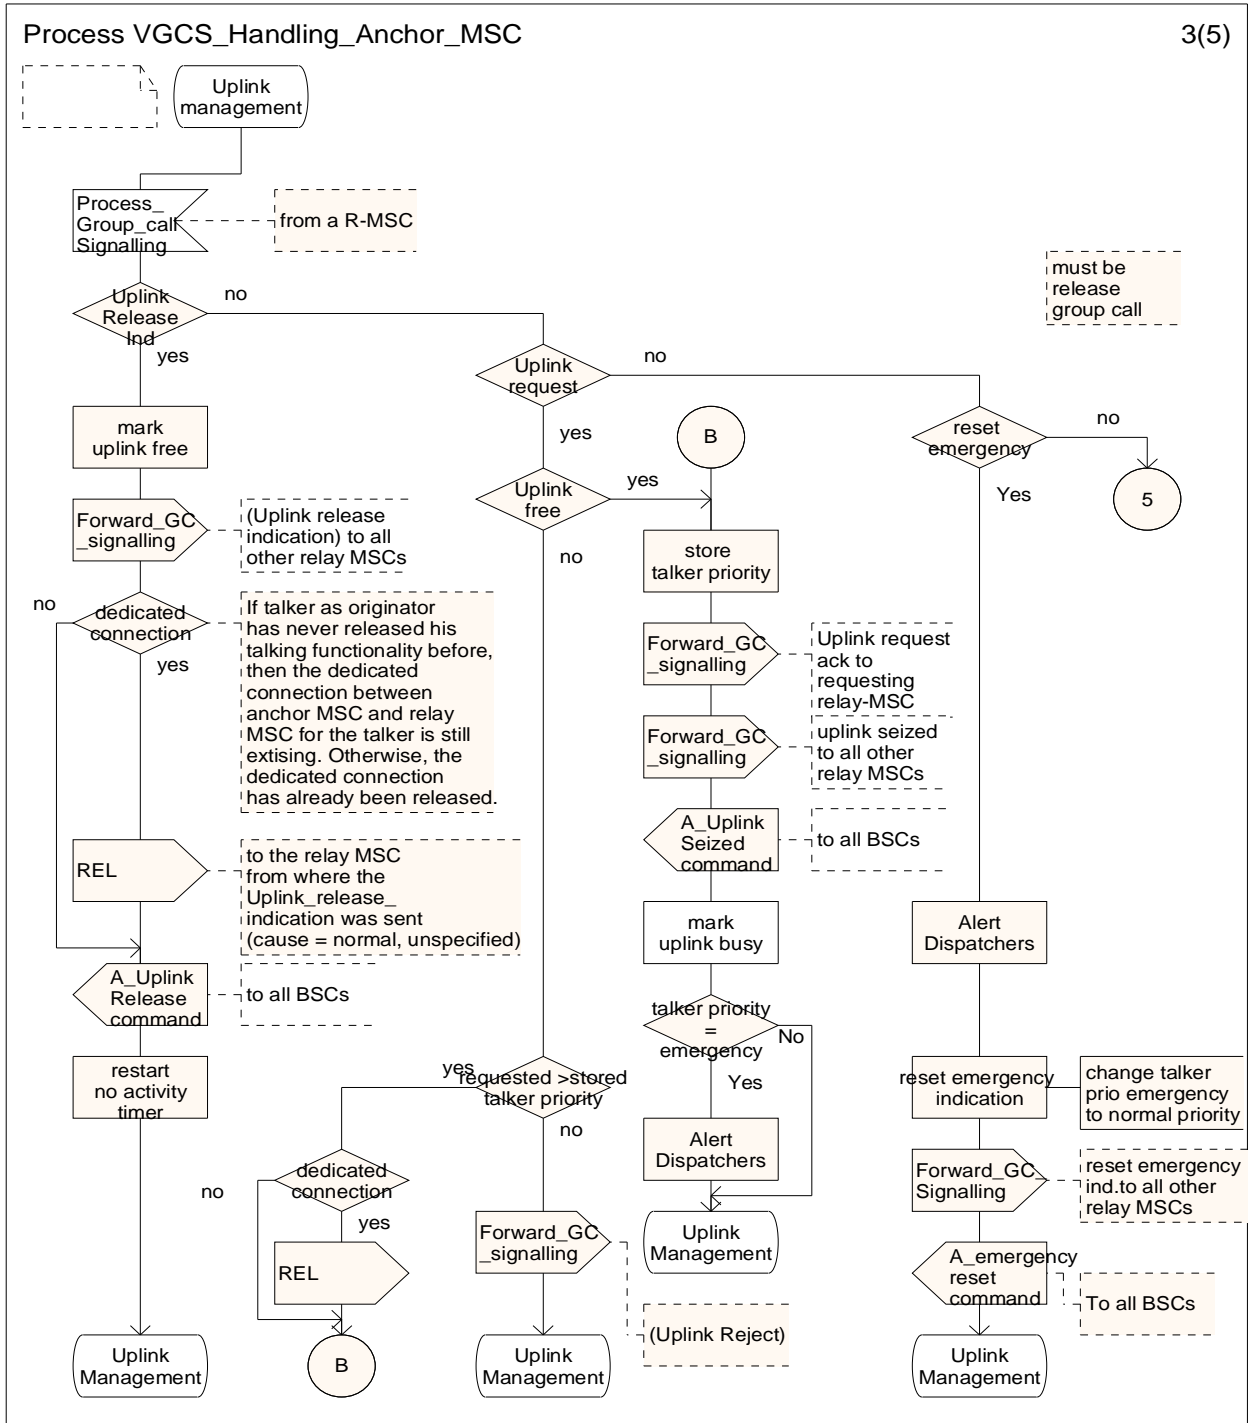 Process VGCS_Handling_Anchor_MSC
3(5)
Uplink
management
Process_
Group_call
Signalling
from a R-MSC
must be
release
group call
Uplink
Release
Ind
no
yes
Uplink
request
no
yes
B
reset
emergency
no
Yes
5
mark
uplink free
Uplink
free
yes
no
Forward_GC
_signalling
(Uplink release
indication) to all
other relay MSCs
store
talker priority
no
dedicated
connection
yes
If talker as originator
has never released his
talking functionality before,
then the dedicated
connection between
anchor MSC and relay
MSC for the talker is still
extising. Otherwise, the
dedicated connection
has already been released.
Forward_GC
_signalling
Uplink request
ack to
requesting
relay-MSC
Forward_GC
_signalling
uplink seized
to all other
relay MSCs
REL
to the relay MSC
from where the
Uplink_release_
indication was sent
(cause = normal, unspecified)
A_Uplink
Seized
command
to all BSCs
mark
uplink busy
Alert
Dispatchers
A_Uplink
Release
command
to all BSCs
talker priority
=
emergency
No
Yes
restart
no activity
timer
yes
requested >stored
talker priority
no
reset emergency
indication
change talker
prio emergency
to normal priority
Alert
Dispatchers
dedicated
connection
no
yes
Forward_GC
_signalling
Uplink
Management
Forward_GC
Signalling
reset emergency
ind.to all other
relay MSCs
REL
A_emergency
reset
command
To all BSCs
(Uplink Reject)
Uplink
Management
B
Uplink
Management
Uplink
Management